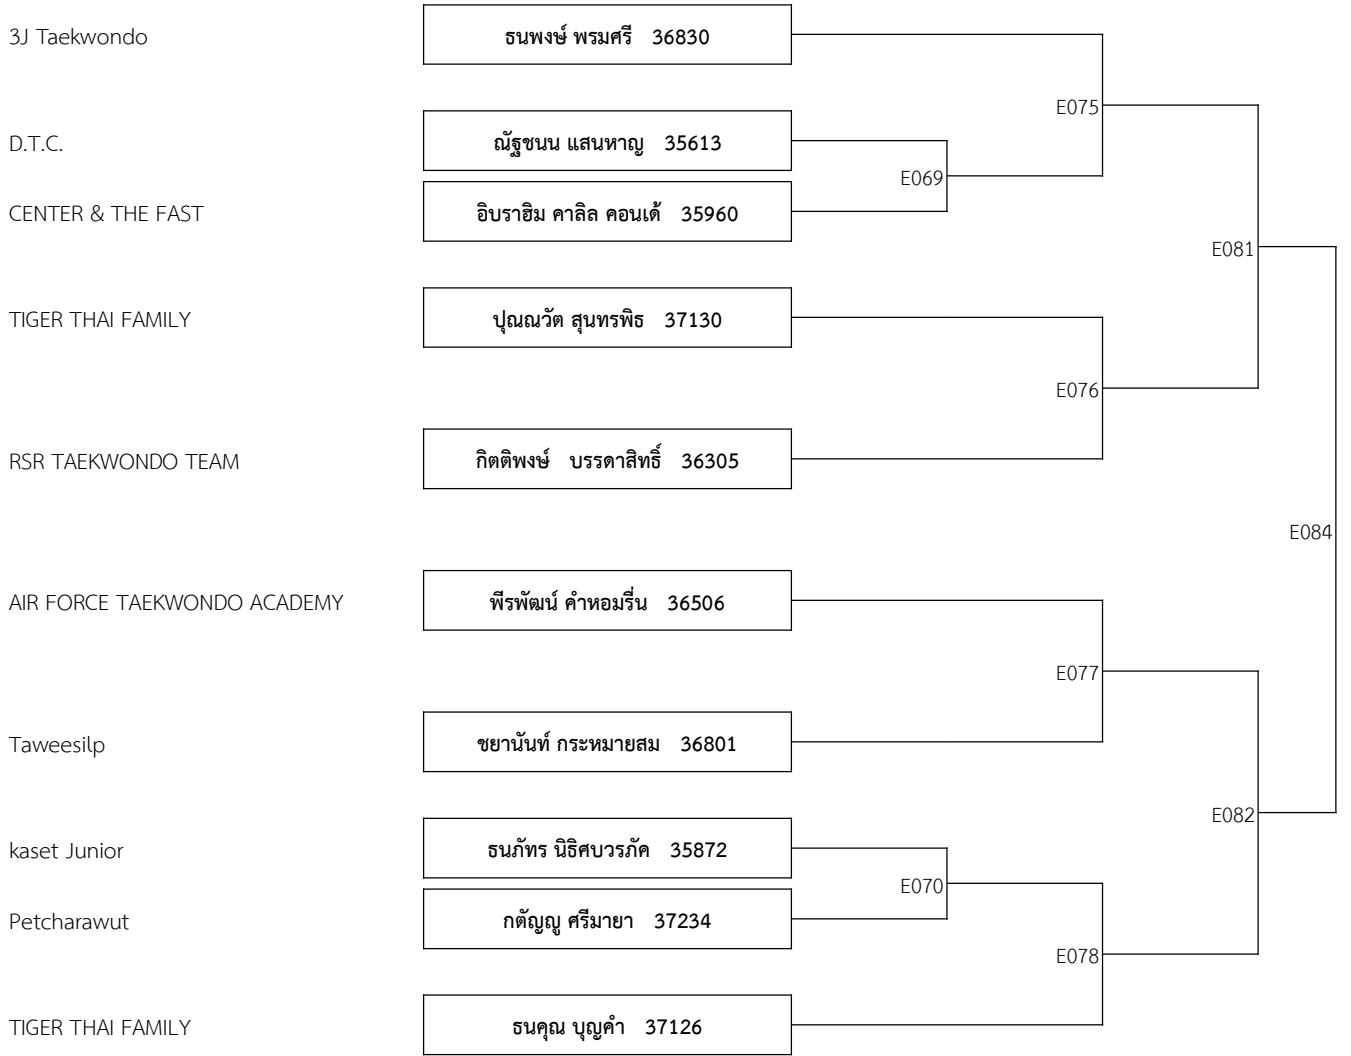 3J Taekwondo
ธนพงษ์ พรมศรี 36830
E075
D.T.C.
ณัฐชนน แสนหาญ 35613
E069
CENTER & THE FAST
อิบราฮิม คาลิล คอนเด้ 35960
E081
TIGER THAI FAMILY
ปุณณวัต สุนทรพิธ 37130
E076
RSR TAEKWONDO TEAM
กิตติพงษ์ บรรดาสิทธิ์ 36305
E084
AIR FORCE TAEKWONDO ACADEMY
พีรพัฒน์ คำหอมรื่น 36506
E077
Taweesilp
ชยานันท์ กระหมายสม 36801
E082
kaset Junior
ธนภัทร นิธิศบวรภัค 35872
E070
Petcharawut
กตัญญู ศรีมายา 37234
E078
TIGER THAI FAMILY
ธนคุณ บุญคำ 37126